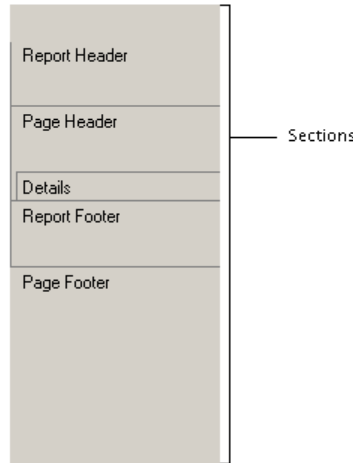 Report Header
Page Header
Sections
Details
Report Footer
Page Footer